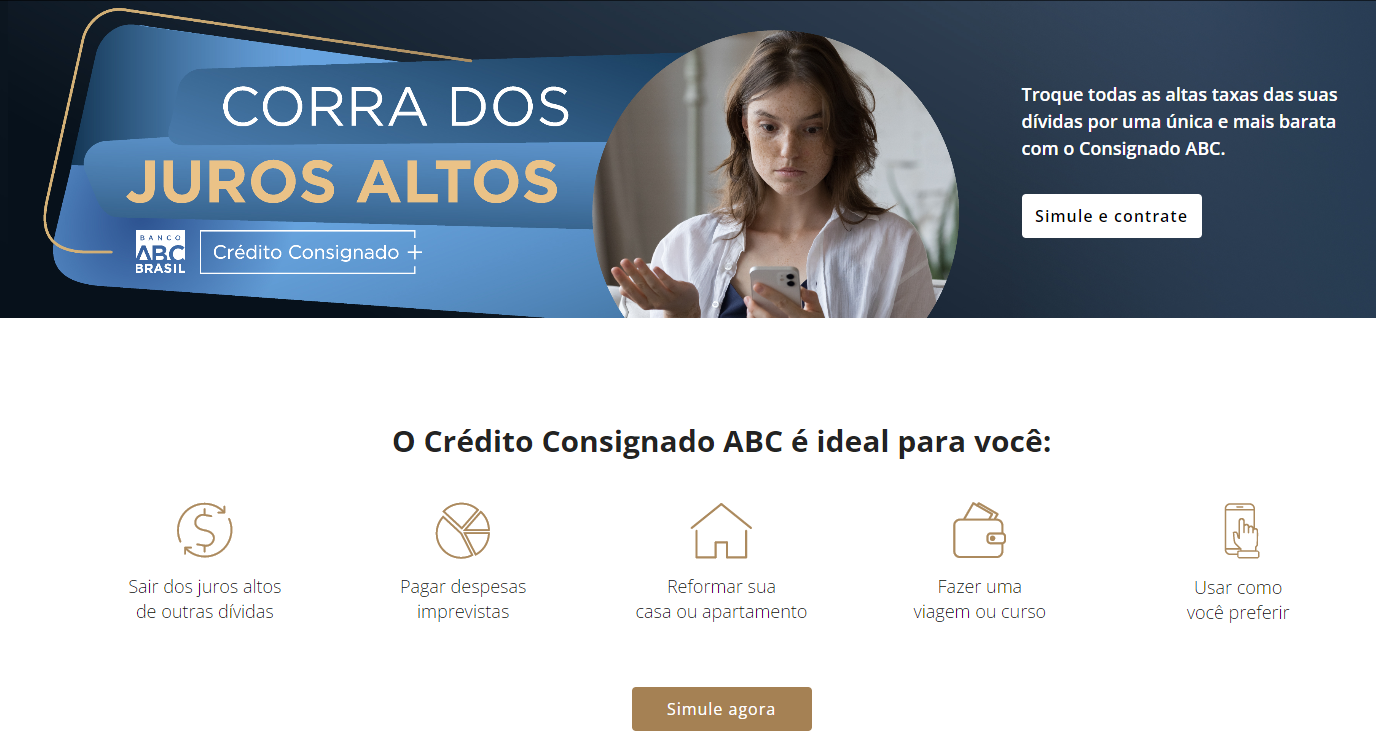 CORRA DOS
JUROS ALTOS
BANCO
ABC
BRASIL
Crédito Consignado
Troque todas as altas taxas das suas
dívidas por uma única e mais barata
com o Consignado ABC.
Simule e contrate
O Crédito Consignado ABC é ideal para você:
Sair dos juros altos
de outras dívidas
Pagar despesas
imprevistas
Reformar sua
casa ou apartamento
Fazer uma
viagem ou curso
Usar como
você preferir
Simule agora